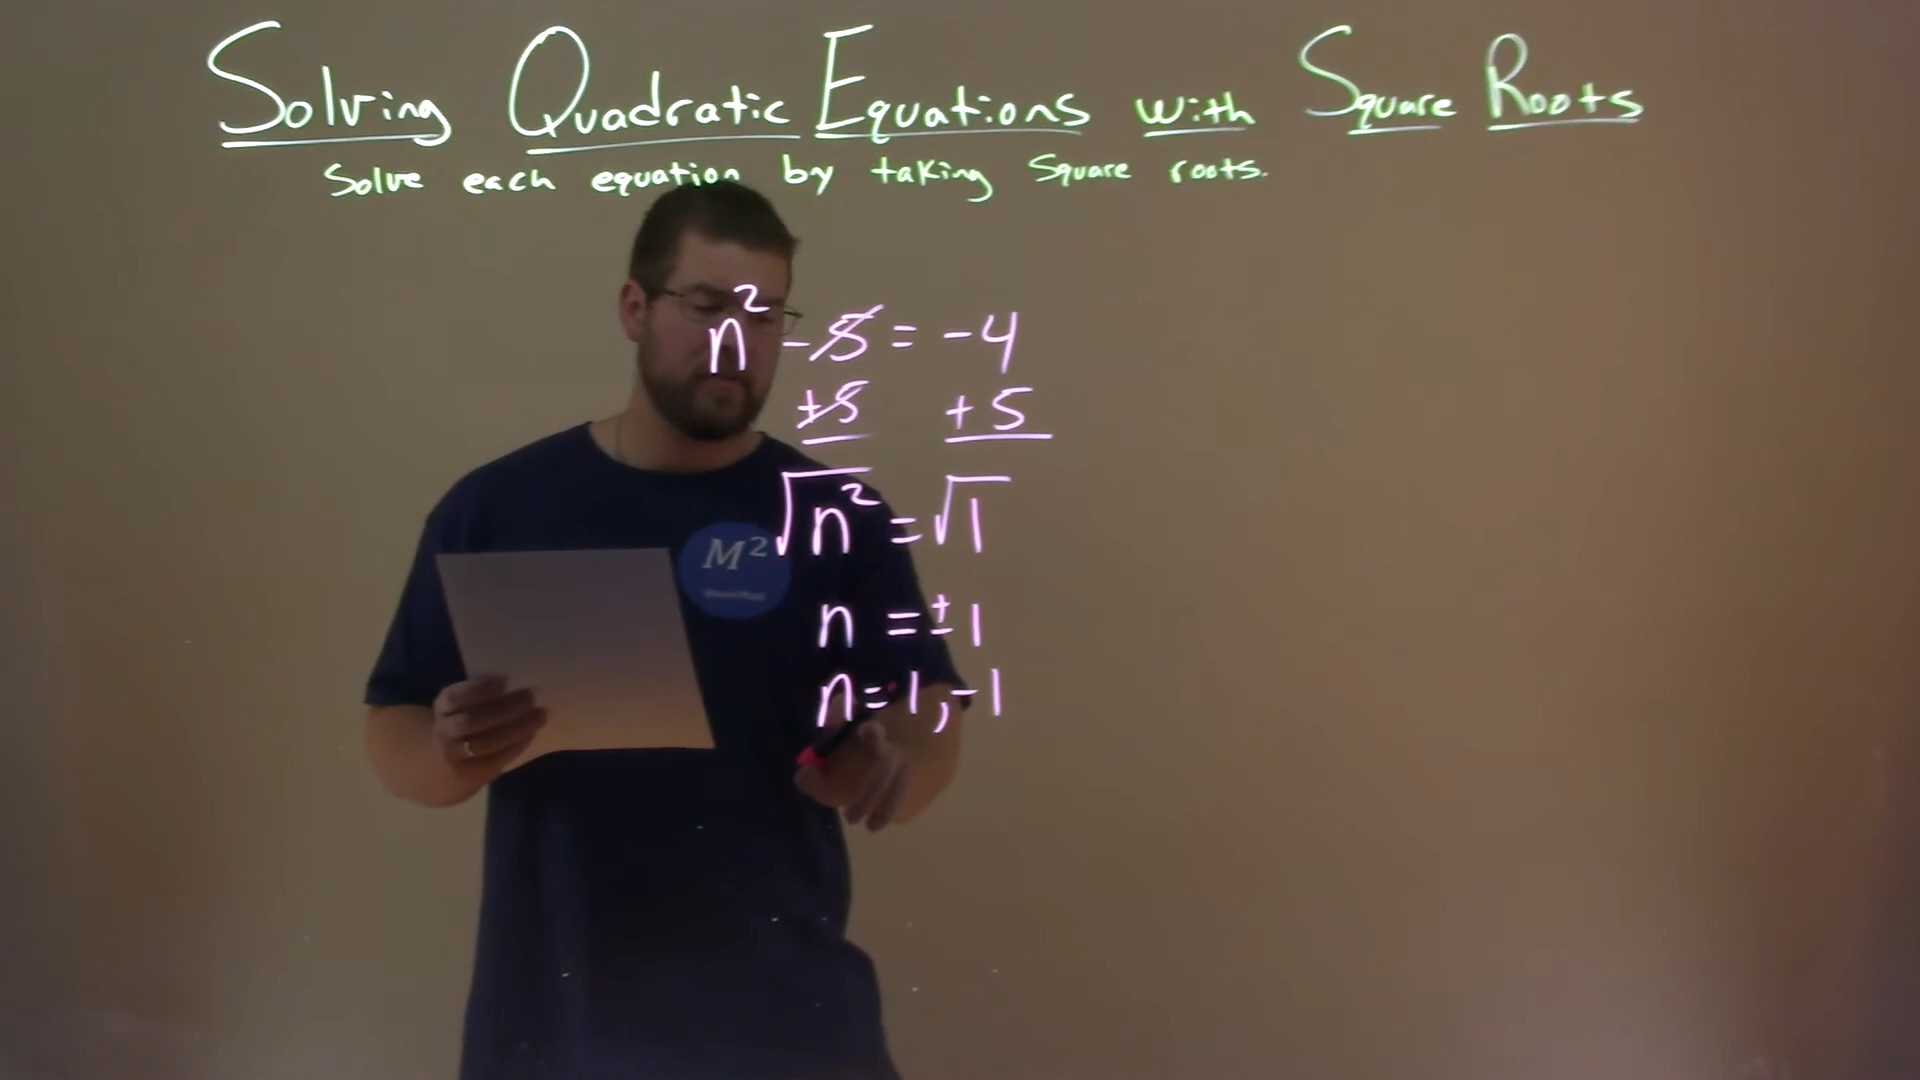 Solving Quadratic Equations with Square Roots
Solve each equation by taking square roots.
n² - 5 = -4
+5 +5
√n² = √1
n = ±1
n = 1, -1
M²